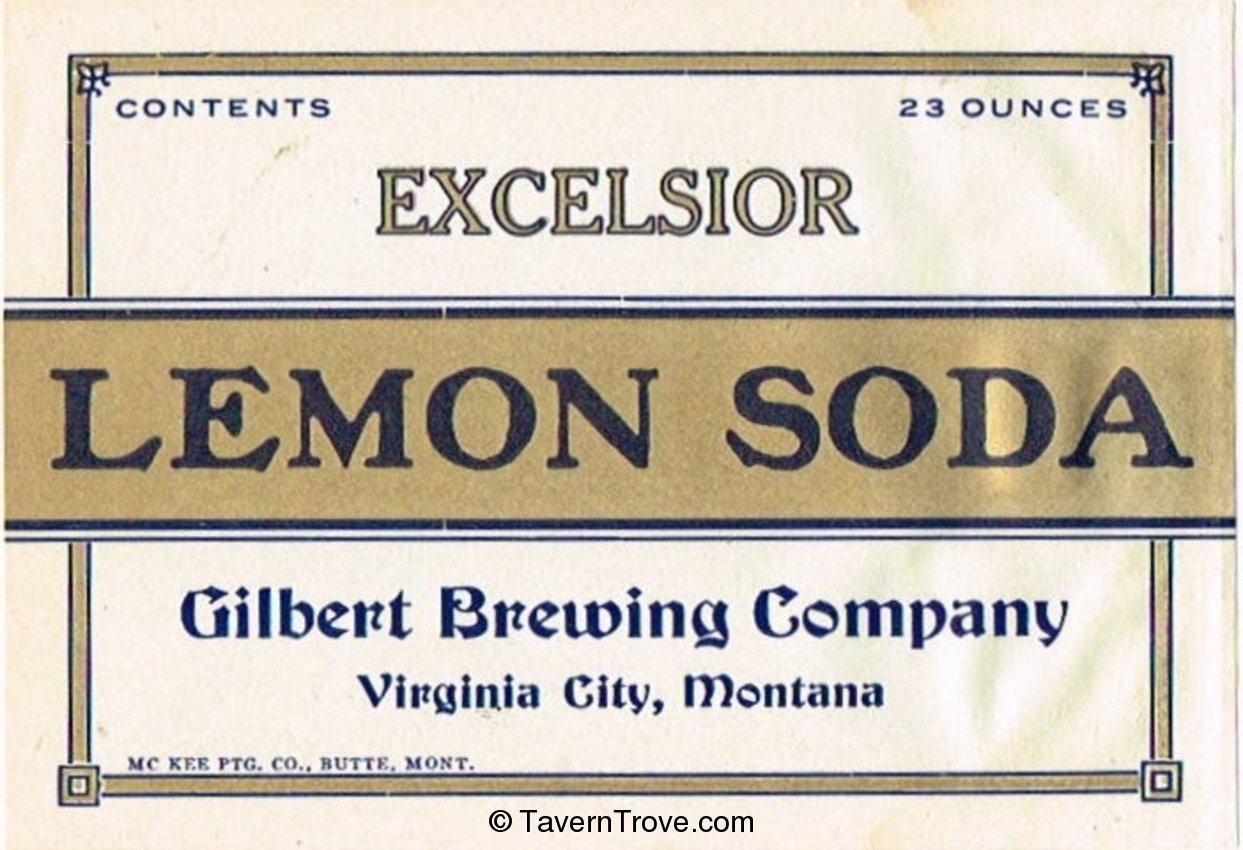 CONTENTS 23 OUNCES
EXCELSIOR
LEMON SODA
Gilbert Brewing Company
Virginia City, Montana
MC KEE PTG. CO., BUTTE, MONT.
© TavernTrove.com